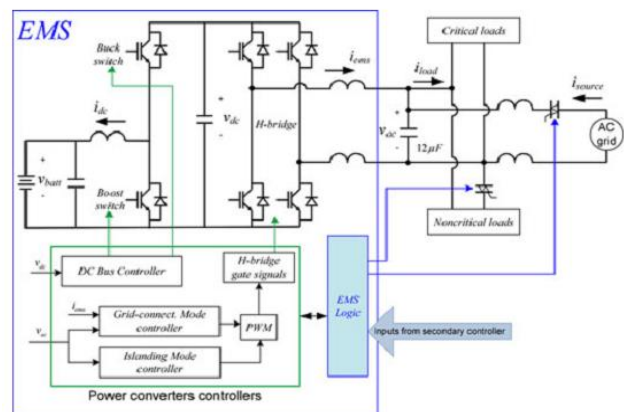 EMS
Buck
switch
i_dc
v_batt
Boost
switch
+
v_dc
-
H-bridge
i_ems
i_load
v_ac
12μF
Critical loads
i_source
AC
grid
Noncritical loads
v_dc
DC Bus Controller
H-bridge
gate signals
i_ems
Grid-connect. Mode
controller
PWM
v_ac
Islanding Mode
controller
EMS
Logic
Inputs from secondary controller
Power converters controllers